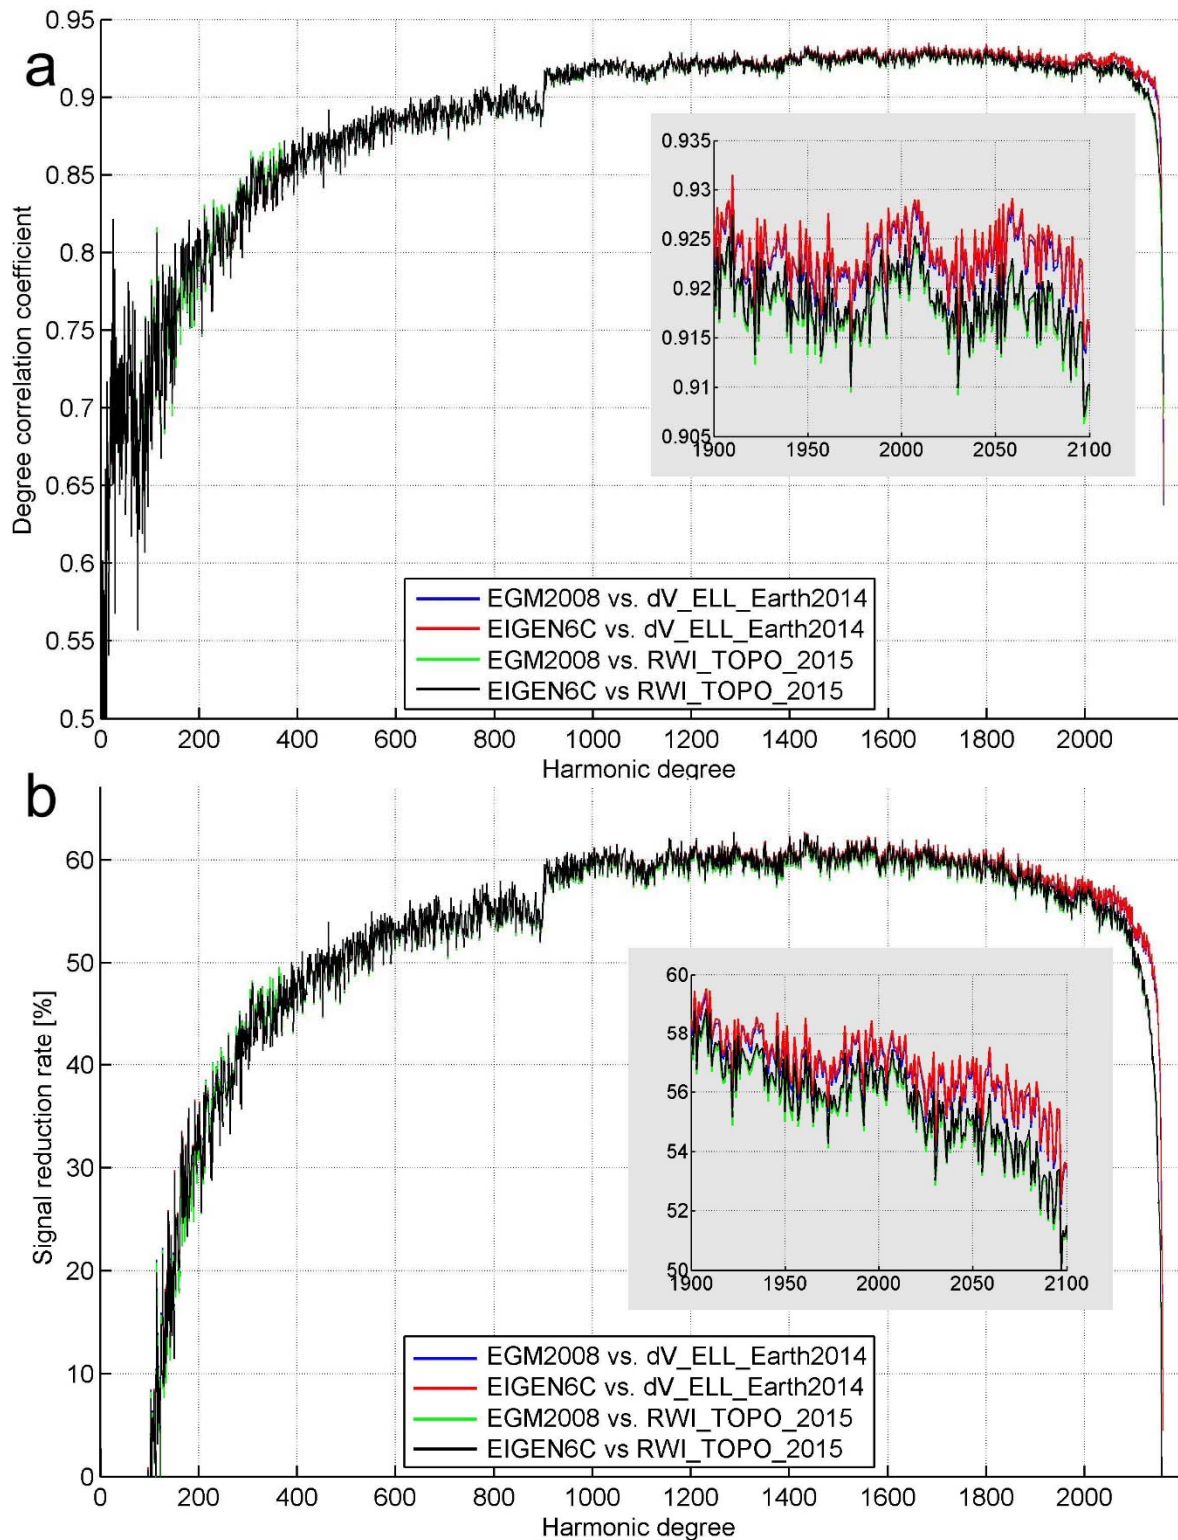 a
Degree correlation coefficient
0.95
0.9
0.85
0.8
0.75
0.7
0.65
0.6
0.55
0.5
0.935
0.93
0.925
0.92
0.915
0.91
0.905
1900 1950 2000 2050 2100
EGM2008 vs. dV_ELL_Earth2014
EIGEN6C vs. dV_ELL_Earth2014
EGM2008 vs. RWI_TOPO_2015
EIGEN6C vs RWI_TOPO_2015
0 200 400 600 800 1000 1200 1400 1600 1800 2000
Harmonic degree
b
Signal reduction rate [%]
60
50
40
30
20
10
0
60
58
56
54
52
50
1900 1950 2000 2050 2100
EGM2008 vs. dV_ELL_Earth2014
EIGEN6C vs. dV_ELL_Earth2014
EGM2008 vs. RWI_TOPO_2015
EIGEN6C vs RWI_TOPO_2015
0 200 400 600 800 1000 1200 1400 1600 1800 2000
Harmonic degree